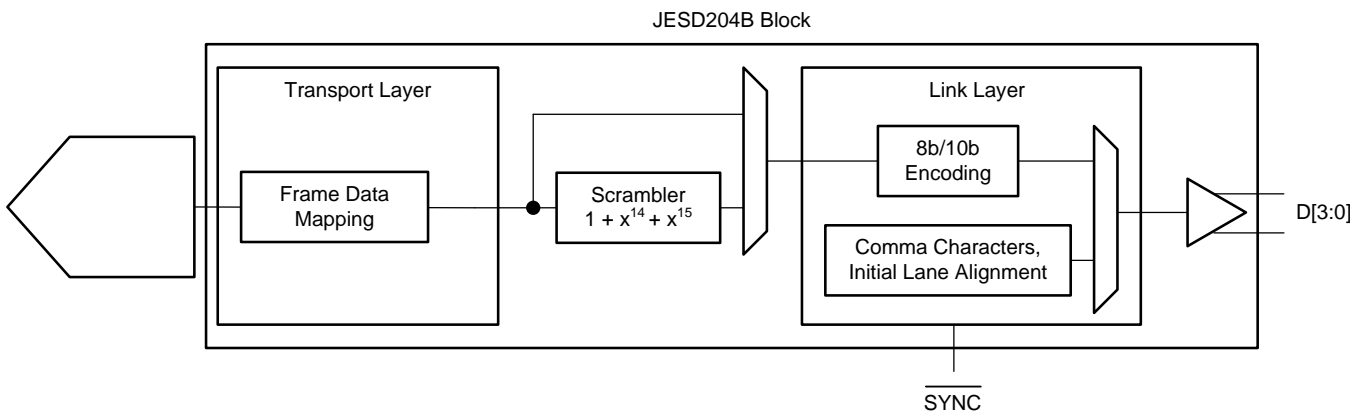 JESD204B Block
Transport Layer
Link Layer
Frame Data
Mapping
Scrambler
1 + x¹⁴ + x¹⁵
8b/10b
Encoding
Comma Characters,
Initial Lane Alignment
D[3:0]
S̅Y̅N̅C̅